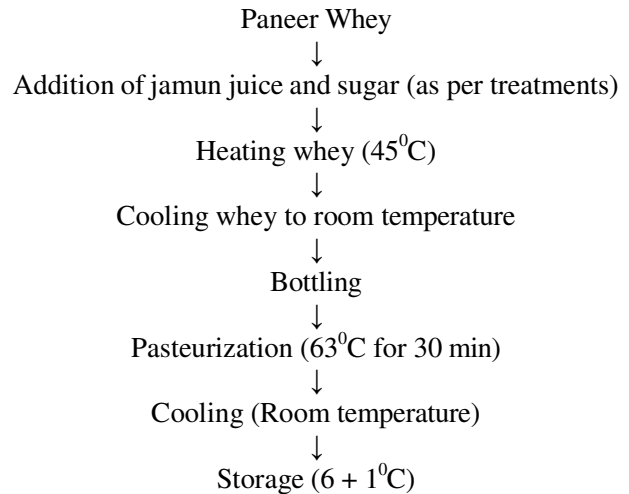 Paneer Whey
↓
Addition of jamun juice and sugar (as per treatments)
↓
Heating whey (45⁰C)
↓
Cooling whey to room temperature
↓
Bottling
↓
Pasteurization (63⁰C for 30 min)
↓
Cooling (Room temperature)
↓
Storage (6 + 1⁰C)